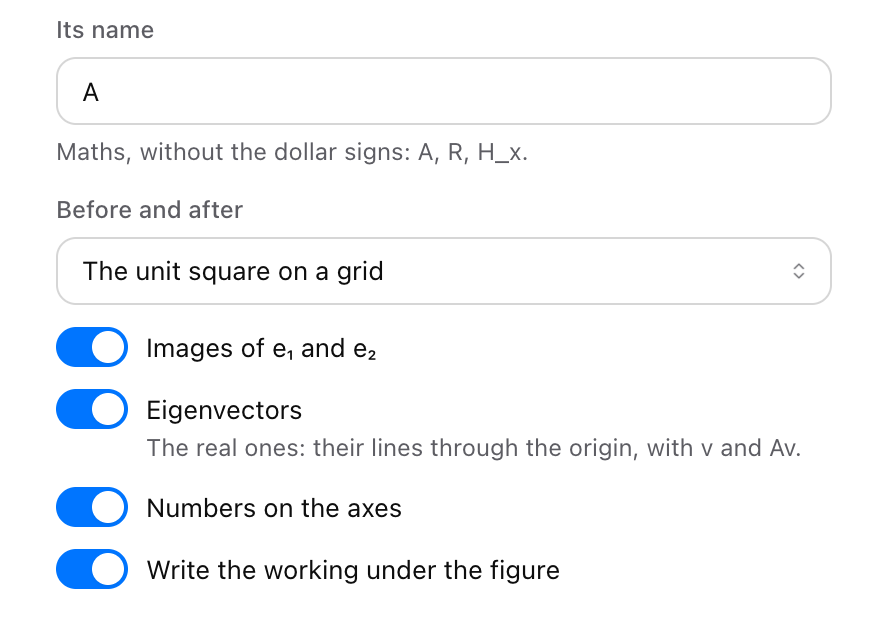 Its name
A
Maths, without the dollar signs: A, R, H_x.
Before and after
The unit square on a grid
Images of e₁ and e₂
Eigenvectors
The real ones: their lines through the origin, with v and Av.
Numbers on the axes
Write the working under the figure